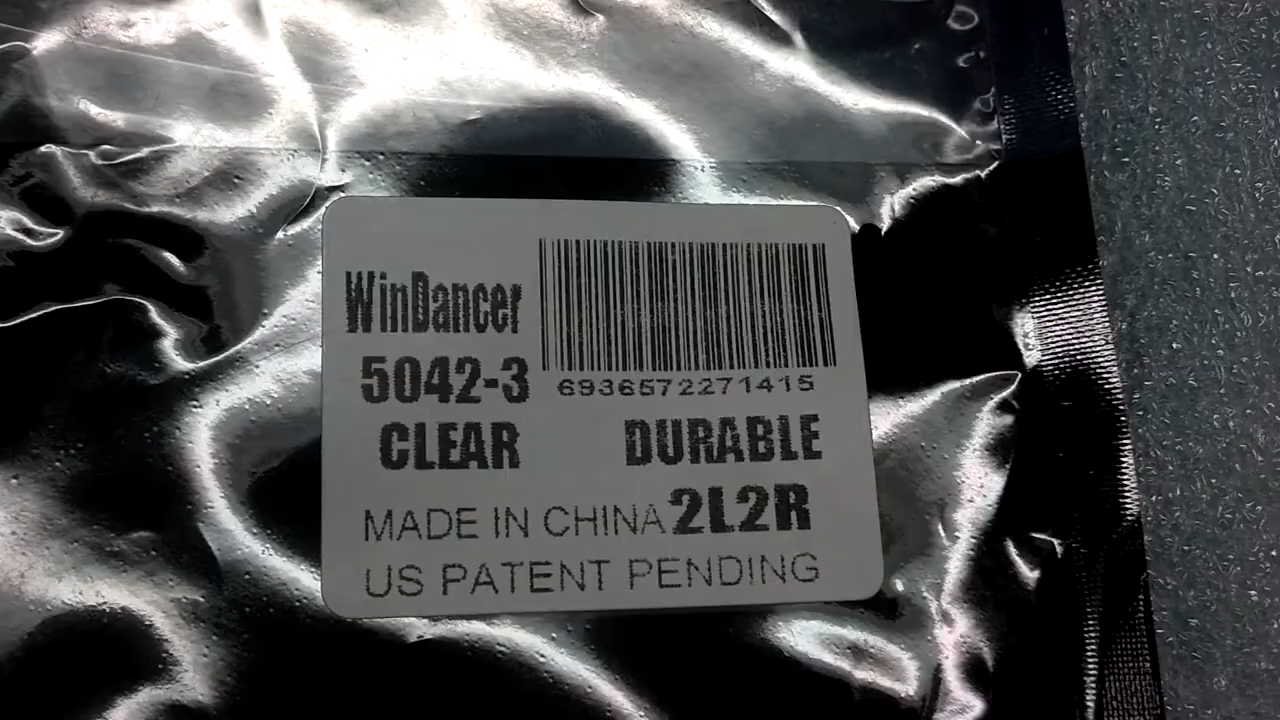 WinDancer
5042-3
6936572271415
CLEAR DURABLE
MADE IN CHINA 2L2R
US PATENT PENDING